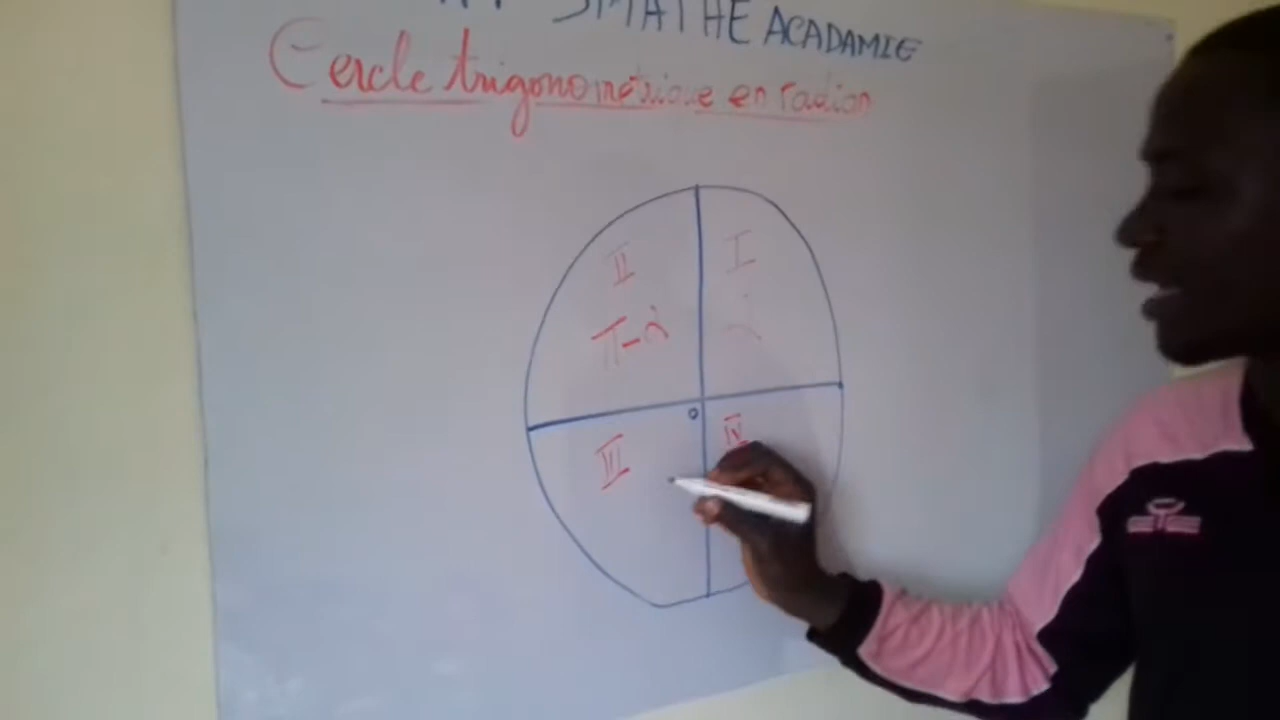 SMATHE ACADAMIE
Cercle trigonométrique en radian
II
I
π-α
α
O
III
IV